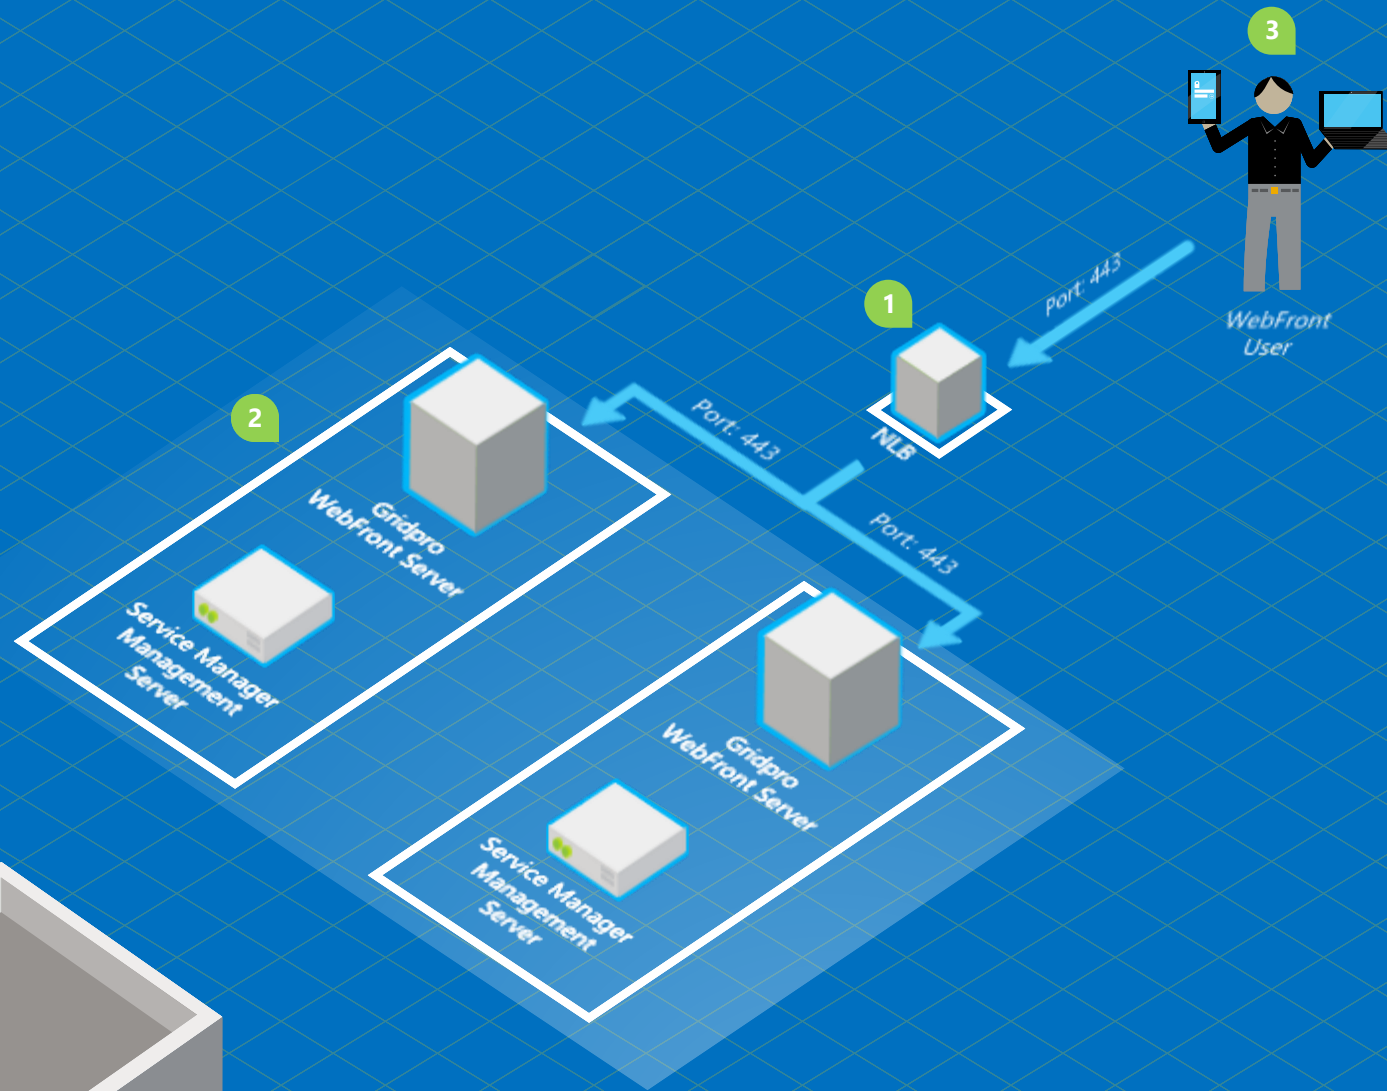 3
Port: 443
WebFront
User
1
NLB
Port: 443
Port: 443
2
Gridpro
WebFront Server
Service Manager
Management
Server
Gridpro
WebFront Server
Service Manager
Management
Server